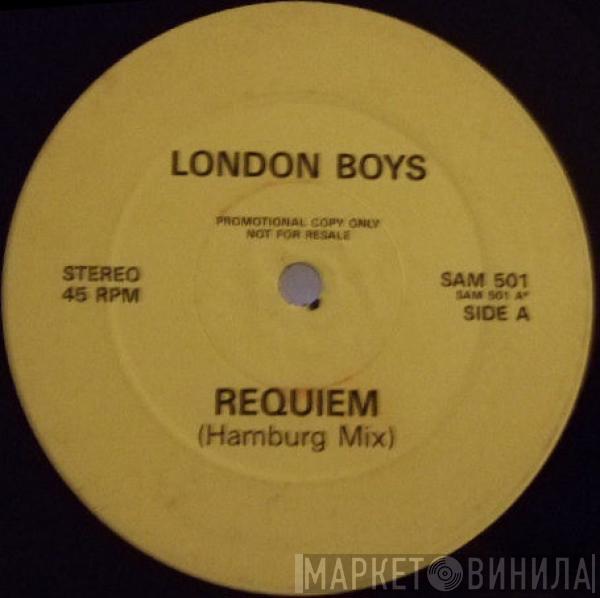 LONDON BOYS
PROMOTIONAL COPY ONLY
NOT FOR RESALE
STEREO
45 RPM
SAM 501
SAM 501 A*
SIDE A
REQUIEM
(Hamburg Mix)
МАРКЕТ ВИНИЛА